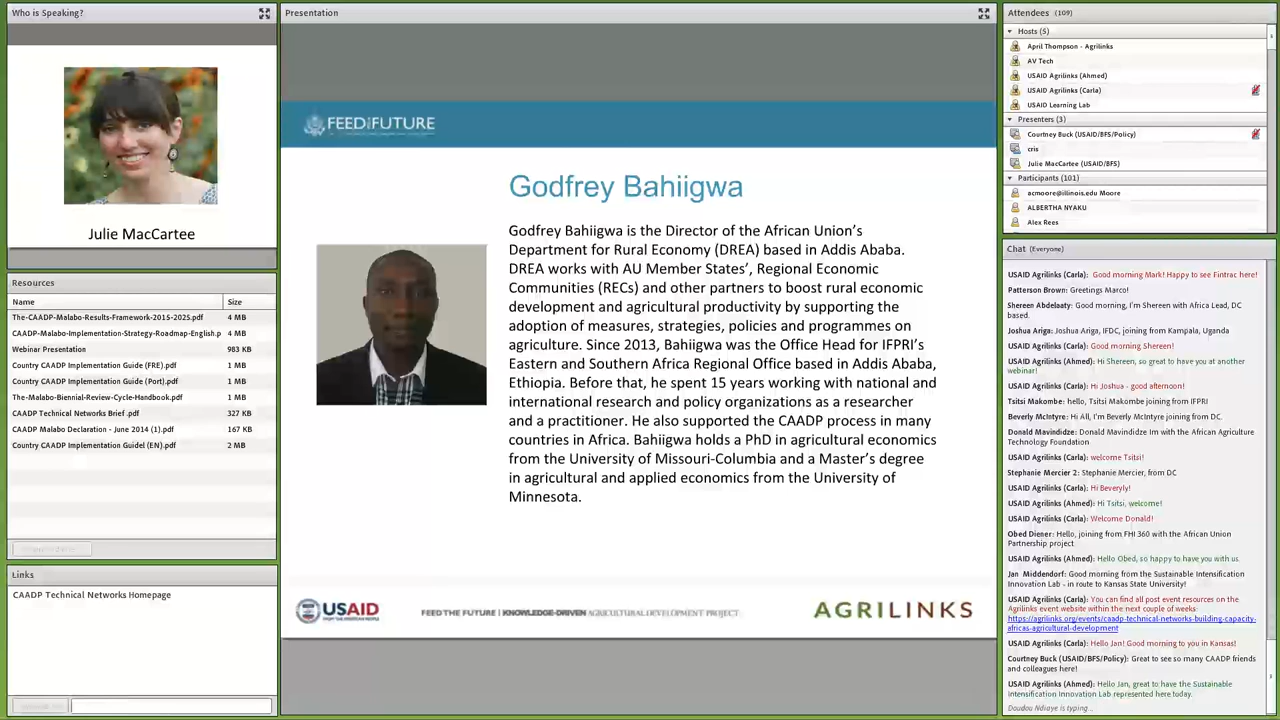 Who is Speaking?
Julie MacCartee
Resources
Name Size
The-CAADP-Malabo-Results-Framework-2015-2025.pdf 4 MB
CAADP-Malabo-Implementation-Strategy-Roadmap-English.p 4 MB
Webinar Presentation 983 KB
Country CAADP Implementation Guide (FRE).pdf 1 MB
Country CAADP Implementation Guide (Port).pdf 1 MB
The-Malabo-Biennial-Review-Cycle-Handbook.pdf 1 MB
CAADP Technical Networks Brief .pdf 327 KB
CAADP Malabo Declaration - June 2014 (1).pdf 167 KB
Country CAADP Implementation Guidel (EN).pdf 2 MB
Links
CAADP Technical Networks Homepage
Presentation
FEED THE FUTURE
Godfrey Bahiigwa
Godfrey Bahiigwa is the Director of the African Union's
Department for Rural Economy (DREA) based in Addis Ababa.
DREA works with AU Member States', Regional Economic
Communities (RECs) and other partners to boost rural economic
development and agricultural productivity by supporting the
adoption of measures, strategies, policies and programmes on
agriculture. Since 2013, Bahiigwa was the Office Head for IFPRI's
Eastern and Southern Africa Regional Office based in Addis Ababa,
Ethiopia. Before that, he spent 15 years working with national and
international research and policy organizations as a researcher
and a practitioner. He also supported the CAADP process in many
countries in Africa. Bahiigwa holds a PhD in agricultural economics
from the University of Missouri-Columbia and a Master's degree
in agricultural and applied economics from the University of
Minnesota.
USAID
FROM THE AMERICAN PEOPLE
FEED THE FUTURE | KNOWLEDGE-DRIVEN AGRICULTURAL DEVELOPMENT PROJECT
AGRILINKS
Attendees (109)
Hosts (5)
April Thompson - Agrilinks
AV Tech
USAID Agrilinks (Ahmed)
USAID Agrilinks (Carla)
USAID Learning Lab
Presenters (3)
Courtney Buck (USAID/BFS/Policy)
cris
Julie MacCartee (USAID/BFS)
Participants (101)
acmoore@illinois.edu Moore
ALBERTHA NYAKU
Alex Rees
Chat (Everyone)
USAID Agrilinks (Carla): Good morning Mark! Happy to see Fintrac here!
Patterson Brown: Greetings Marco!
Shereen Abdelaaty: Good morning, I'm Shereen with Africa Lead, DC
based.
Joshua Ariga: Joshua Ariga, IFDC, joining from Kampala, Uganda
USAID Agrilinks (Carla): Good morning Shereen!
USAID Agrilinks (Ahmed): Hi Shereen, so great to have you at another
webinar!
USAID Agrilinks (Carla): Hi Joshua - good afternoon!
Tsitsi Makombe: hello, Tsitsi Makombe joining from IFPRI
Beverly McIntyre: Hi All, I'm Beverly McIntyre joining from DC.
Donald Mavindidze: Donald Mavindidze Im with the African Agriculture
Technology Foundation
USAID Agrilinks (Carla): welcome Tsitsi!
Stephanie Mercier 2: Stephanie Mercier, from DC
USAID Agrilinks (Carla): Hi Beveryly!
USAID Agrilinks (Ahmed): Hi Tsitsi, welcome!
USAID Agrilinks (Carla): Welcome Donald!
Obed Diener: Hello, joining from FHI 360 with the African Union
Partnership project
USAID Agrilinks (Ahmed): Hello Obed, so happy to have you with us.
Jan Middendorf: Good morning from the Sustainable Intensification
Innovation Lab - in route to Kansas State University!
USAID Agrilinks (Carla): You can find all post event resources on the
Agrilinks event website within the next couple of weeks:
https://agrilinks.org/events/caadp-technical-networks-building-capacity-
africas-agricultural-development
USAID Agrilinks (Carla): Hello Jan! Good morning to you in Kansas!
Courtney Buck (USAID/BFS/Policy): Great to see so many CAADP friends
and colleagues here!
USAID Agrilinks (Ahmed): Hello Jan, great to have the Sustainable
Intensification Innovation Lab represented here today.
Doudou Ndiaye is typing...